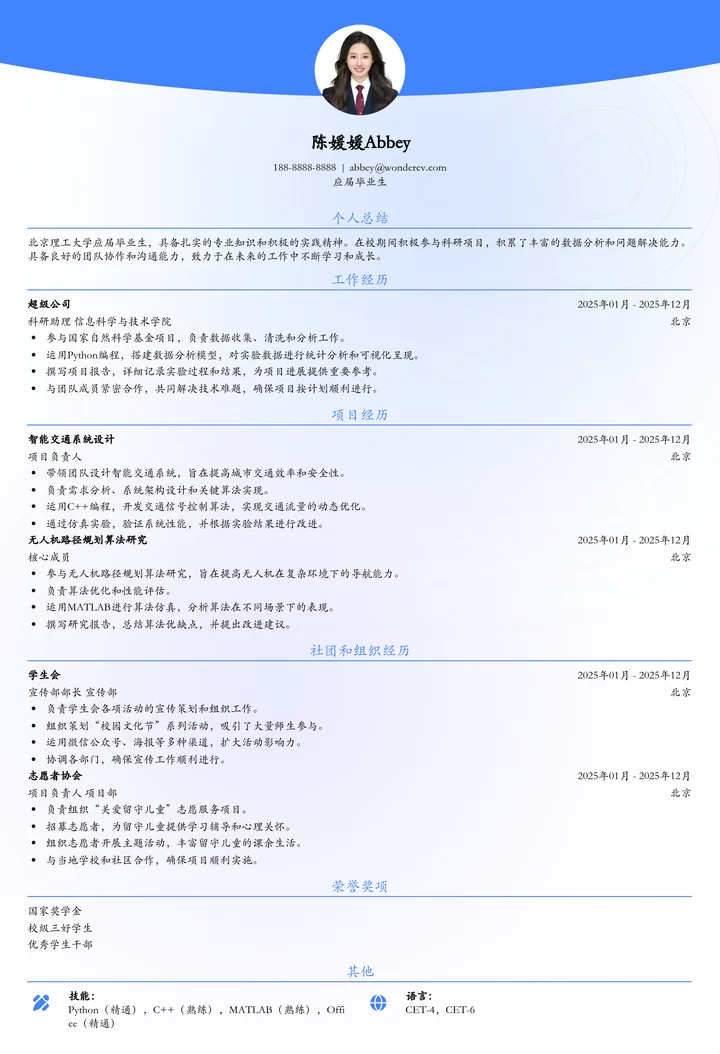 陈媛媛Abbey
188-8888-8888 | abbey@wondercv.com
应届毕业生
个人总结
北京理工大学应届毕业生，具备扎实的专业知识和积极的实践精神。在校期间积极参与科研项目，积累了丰富的数据分析和问题解决能力。
具备良好的团队协作和沟通能力，致力于在未来的工作中不断学习和成长。
工作经历
超级公司 2025年01月 - 2025年12月
科研助理 信息科学与技术学院 北京
• 参与国家自然科学基金项目，负责数据收集、清洗和分析工作。
• 运用Python编程，搭建数据分析模型，对实验数据进行统计分析和可视化呈现。
• 撰写项目报告，详细记录实验过程和结果，为项目进展提供重要参考。
• 与团队成员紧密合作，共同解决技术难题，确保项目按计划顺利进行。
项目经历
智能交通系统设计 2025年01月 - 2025年12月
项目负责人 北京
• 带领团队设计智能交通系统，旨在提高城市交通效率和安全性。
• 负责需求分析、系统架构设计和关键算法实现。
• 运用C++编程，开发交通信号控制算法，实现交通流量的动态优化。
• 通过仿真实验，验证系统性能，并根据实验结果进行改进。
无人机路径规划算法研究 2025年01月 - 2025年12月
核心成员 北京
• 参与无人机路径规划算法研究，旨在提高无人机在复杂环境下的导航能力。
• 负责算法优化和性能评估。
• 运用MATLAB进行算法仿真，分析算法在不同场景下的表现。
• 撰写研究报告，总结算法优缺点，并提出改进建议。
社团和组织经历
学生会 2025年01月 - 2025年12月
宣传部部长 宣传部 北京
• 负责学生会各项活动的宣传策划和组织工作。
• 组织策划“校园文化节”系列活动，吸引了大量师生参与。
• 运用微信公众号、海报等多种渠道，扩大活动影响力。
• 协调各部门，确保宣传工作顺利进行。
志愿者协会 2025年01月 - 2025年12月
项目负责人 项目部 北京
• 负责组织“关爱留守儿童”志愿服务项目。
• 招募志愿者，为留守儿童提供学习辅导和心理关怀。
• 组织志愿者开展主题活动，丰富留守儿童的课余生活。
• 与当地学校和社区合作，确保项目顺利实施。
荣誉奖项
国家奖学金
校级三好学生
优秀学生干部
其他
技能：
Python（精通），C++（熟练），MATLAB（熟练），Offi
ce（精通）
语言：
CET-4，CET-6